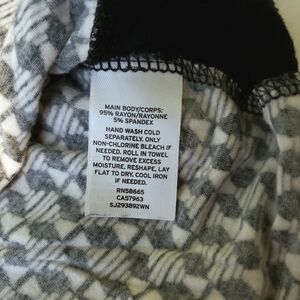 MAIN BODY/CORPS:
95% RAYON/RAYONNE
5% SPANDEX
HAND WASH COLD
SEPARATELY. ONLY
NON-CHLORINE BLEACH IF
NEEDED. ROLL IN TOWEL
TO REMOVE EXCESS
MOISTURE. RESHAPE, LAY
FLAT TO DRY. COOL IRON
IF NEEDED.
RN58665
CA57963
SJ293892WN